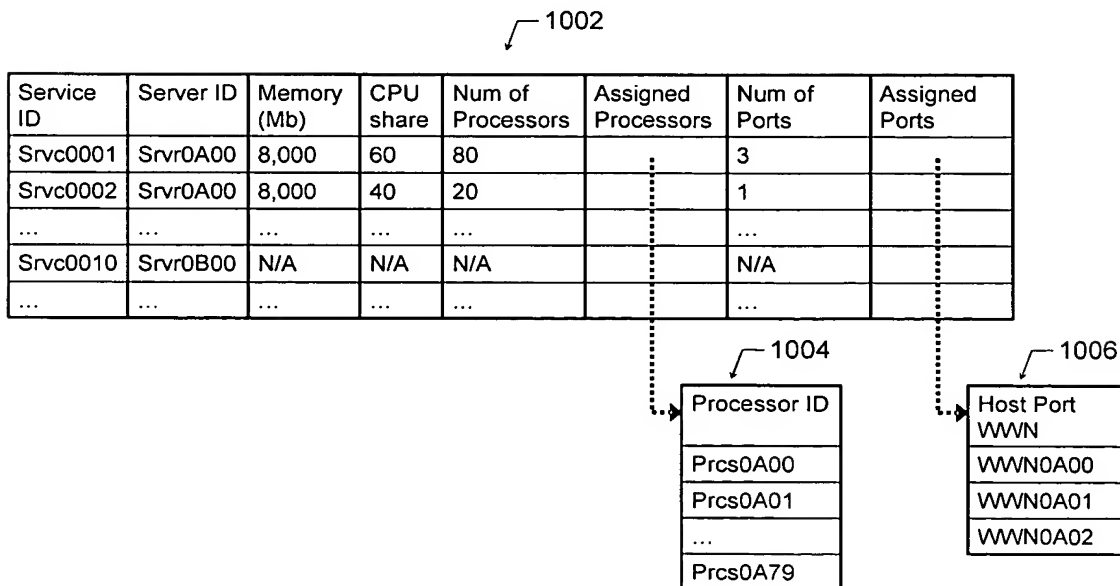 1002
Service ID Server ID Memory (Mb) CPU share Num of Processors Assigned Processors Num of Ports Assigned Ports
Srvc0001 Srvr0A00 8,000 60 80 3
Srvc0002 Srvr0A00 8,000 40 20 1
... ... ... ... ... ...
Srvc0010 Srvr0B00 N/A N/A N/A N/A
... ... ... ... ... ...
1004
Processor ID
Prcs0A00
Prcs0A01
...
Prcs0A79
1006
Host Port
WWN
WWN0A00
WWN0A01
WWN0A02